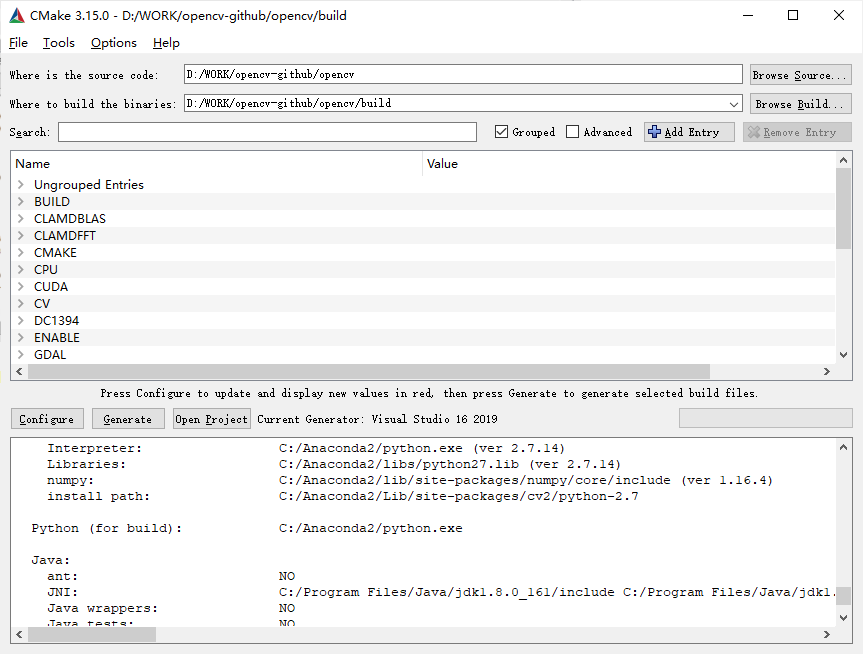 CMake 3.15.0 - D:/WORK/opencv-github/opencv/build
File Tools Options Help
Where is the source code: D:/WORK/opencv-github/opencv Browse Source...
Where to build the binaries: D:/WORK/opencv-github/opencv/build Browse Build...
Search: Grouped Advanced Add Entry Remove Entry
Name Value
Ungrouped Entries
BUILD
CLAMDBLAS
CLAMDFFT
CMAKE
CPU
CUDA
CV
DC1394
ENABLE
GDAL
Press Configure to update and display new values in red, then press Generate to generate selected build files.
Configure Generate Open Project Current Generator: Visual Studio 16 2019
Interpreter: C:/Anaconda2/python.exe (ver 2.7.14)
Libraries: C:/Anaconda2/libs/python27.lib (ver 2.7.14)
numpy: C:/Anaconda2/Lib/site-packages/numpy/core/include (ver 1.16.4)
install path: C:/Anaconda2/Lib/site-packages/cv2/python-2.7
Python (for build): C:/Anaconda2/python.exe
Java:
ant: NO
JNI: C:/Program Files/Java/jdk1.8.0_161/include C:/Program Files/Java/jdk1.
Java wrappers: NO
Java tests: NO